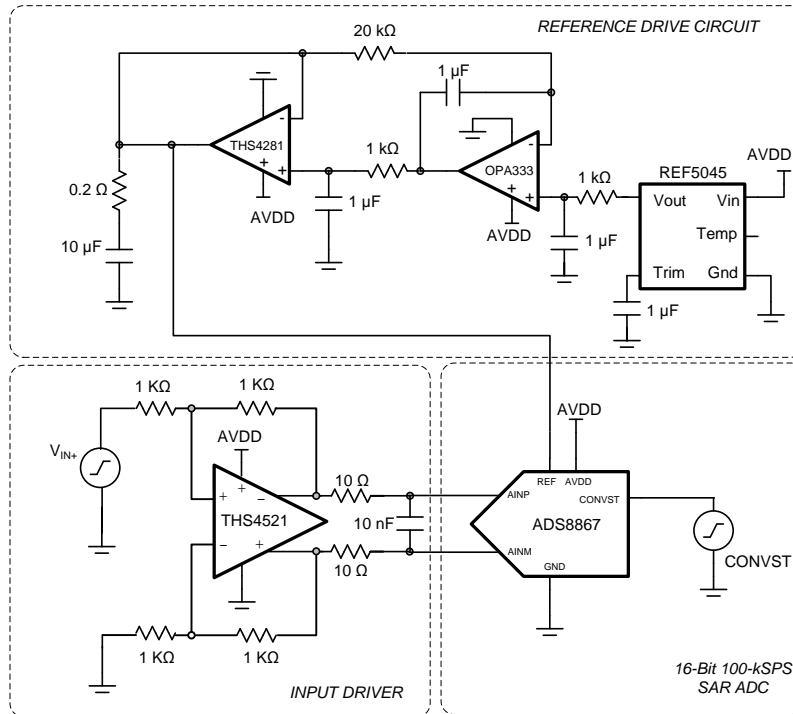 REFERENCE DRIVE CIRCUIT
20 kΩ
1 µF
-
THS4281
+
+
AVDD
1 kΩ
1 µF
-
OPA333
+
+
AVDD
1 kΩ
1 µF
REF5045
AVDD
Vout
Vin
Temp
Trim
Gnd
1 µF
0.2 Ω
10 µF
1 KΩ
1 KΩ
AVDD
VIN+
+
+
−
THS4521
−
+
10 Ω
10 nF
10 Ω
1 KΩ
1 KΩ
INPUT DRIVER
AVDD
REF
AVDD
CONVST
AINP
ADS8867
AINM
GND
CONVST
16-Bit 100-kSPS
SAR ADC